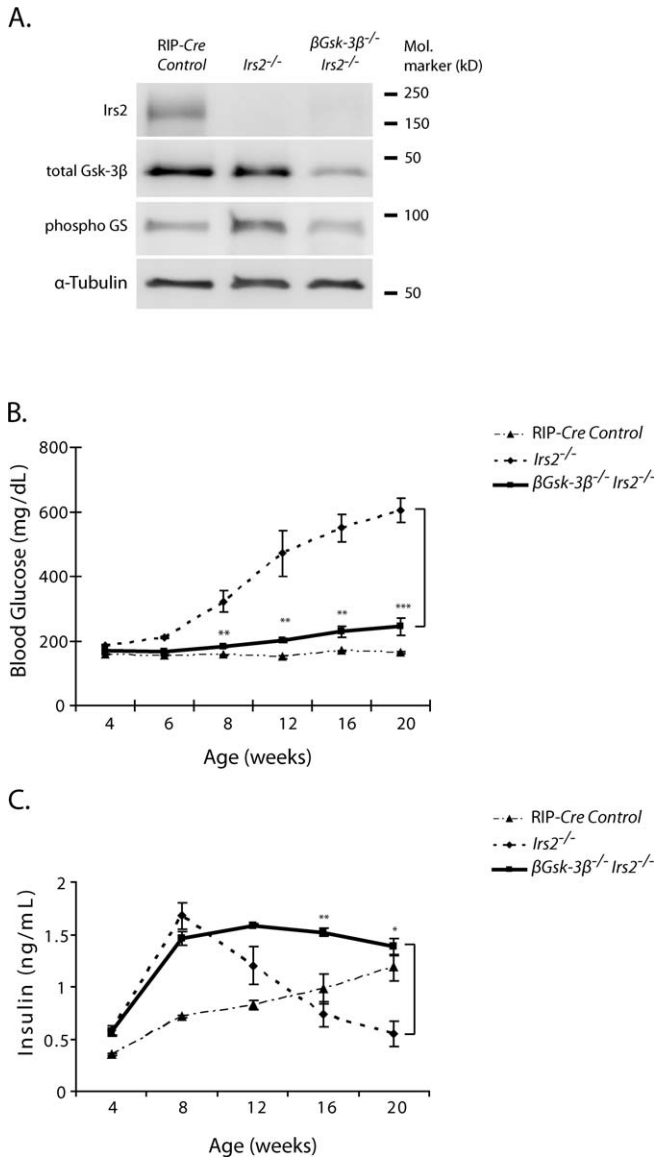 A.
RIP-Cre
Control
Irs2-/-
βGsk-3β-/-
Irs2-/-
Mol.
marker (kD)
Irs2
250
150
total Gsk-3β
50
phospho GS
100
α-Tubulin
50
B.
RIP-Cre Control
Irs2-/-
βGsk-3β-/- Irs2-/-
Blood Glucose (mg/dL)
800
600
400
200
0
** ** ** ***
4 6 8 12 16 20
Age (weeks)
C.
RIP-Cre Control
Irs2-/-
βGsk-3β-/- Irs2-/-
Insulin (ng/mL)
2
1.5
1
0.5
0
** *
4 8 12 16 20
Age (weeks)